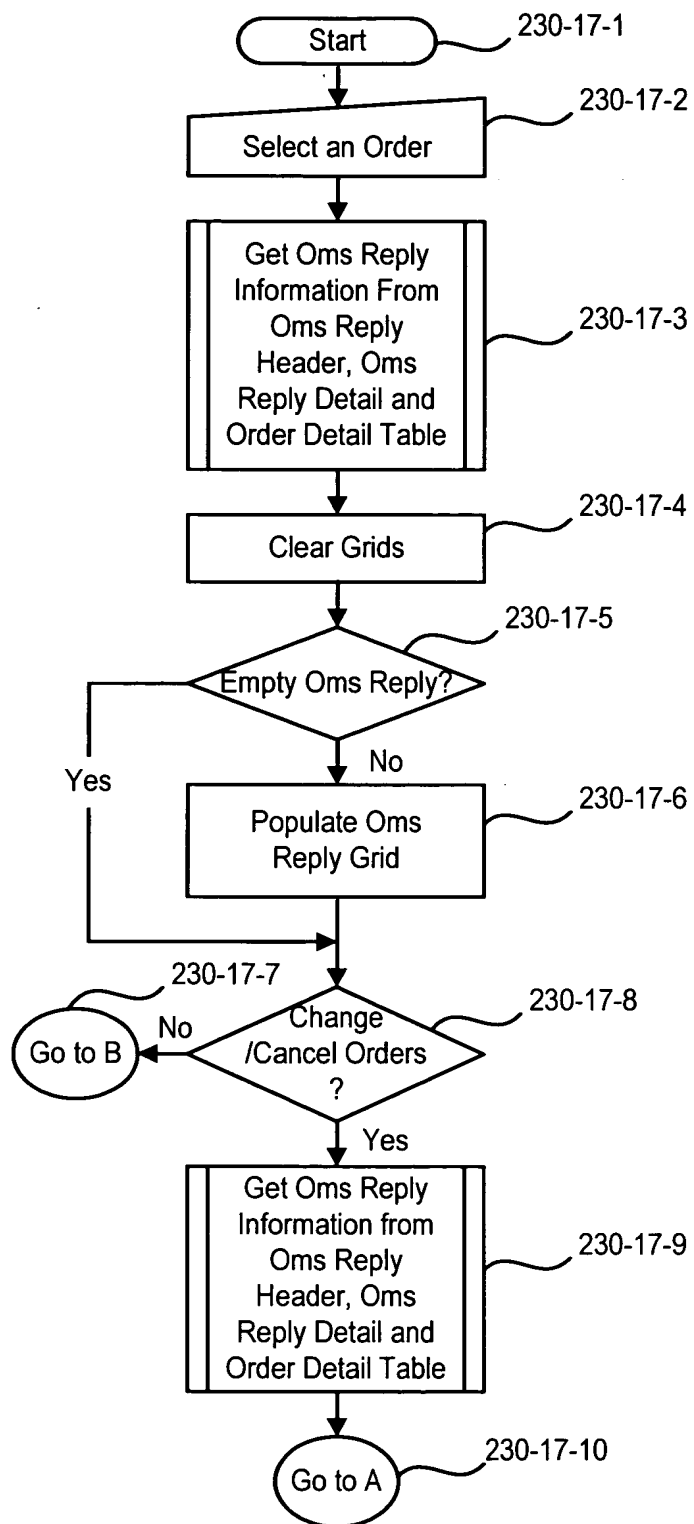 Start
230-17-1
Select an Order
230-17-2
Get Oms Reply
Information From
Oms Reply
Header, Oms
Reply Detail and
Order Detail Table
230-17-3
Clear Grids
230-17-4
Empty Oms Reply?
230-17-5
Yes
No
Populate Oms
Reply Grid
230-17-6
230-17-7
Go to B
No
Change
/Cancel Orders
?
230-17-8
Yes
Get Oms Reply
Information from
Oms Reply
Header, Oms
Reply Detail and
Order Detail Table
230-17-9
Go to A
230-17-10